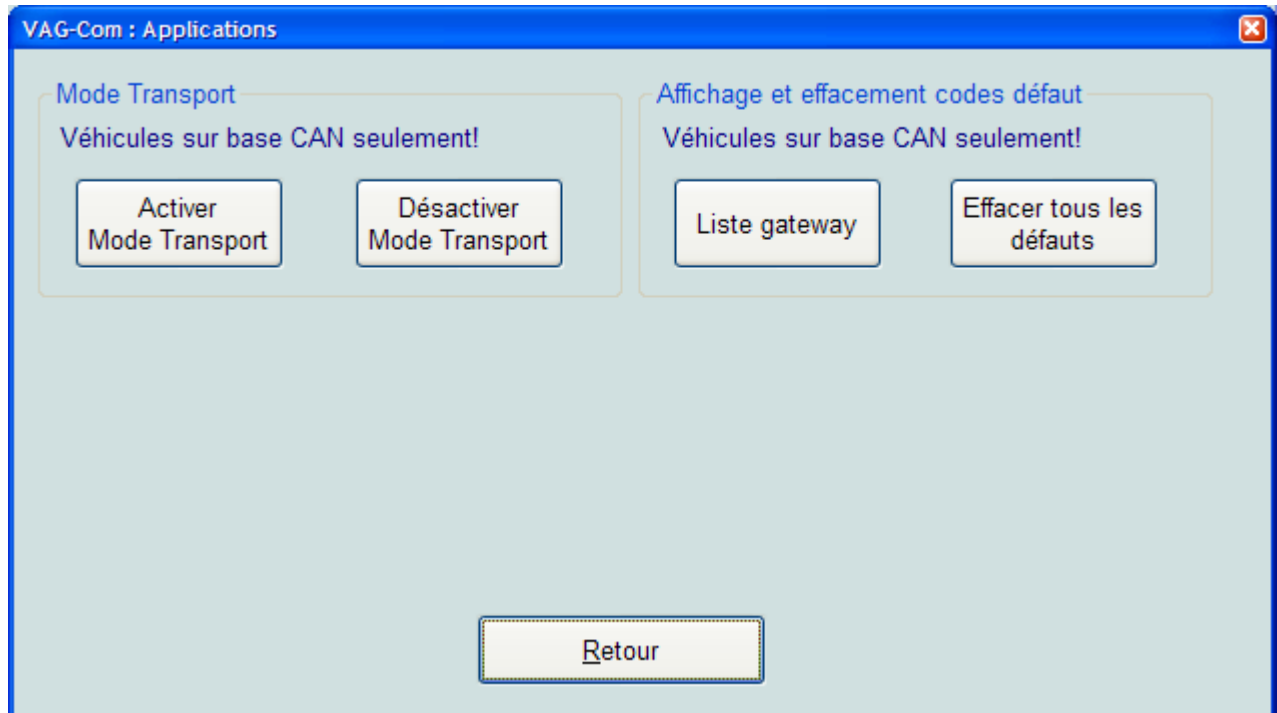 VAG-Com : Applications
Mode Transport
Véhicules sur base CAN seulement!
Activer
Mode Transport
Désactiver
Mode Transport
Affichage et effacement codes défaut
Véhicules sur base CAN seulement!
Liste gateway
Effacer tous les
défauts
Retour